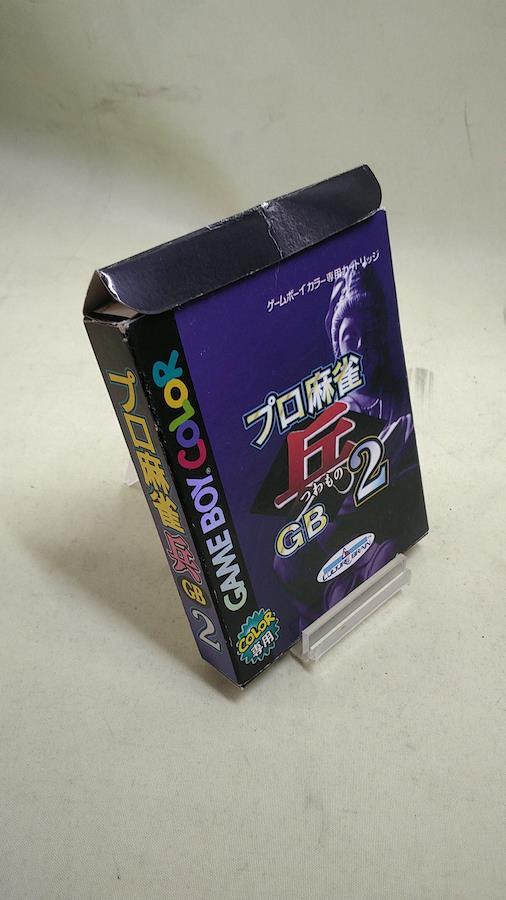 ゲームボーイカラー専用カートリッジ
プロ麻雀
兵
つわもの
GB2
GAME BOY COLOR
COLOR
専用
プロ麻雀兵GB2